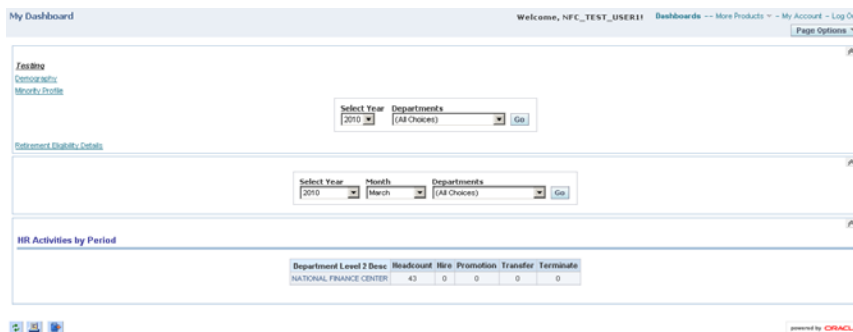 My Dashboard
Welcome, NFC_TEST_USER1! Dashboards -- More Products - My Account - Log Ou
Page Options
Testing
Demography
Minority Profile
Select Year Departments
2010 (All Choices) Go
Retirement Eligibility Details
Select Year Month Departments
2010 March (All Choices) Go
HR Activities by Period
Department Level 2 Desc Headcount Hire Promotion Transfer Terminate
NATIONAL FINANCE CENTER 43 0 0 0 0
powered by ORACL